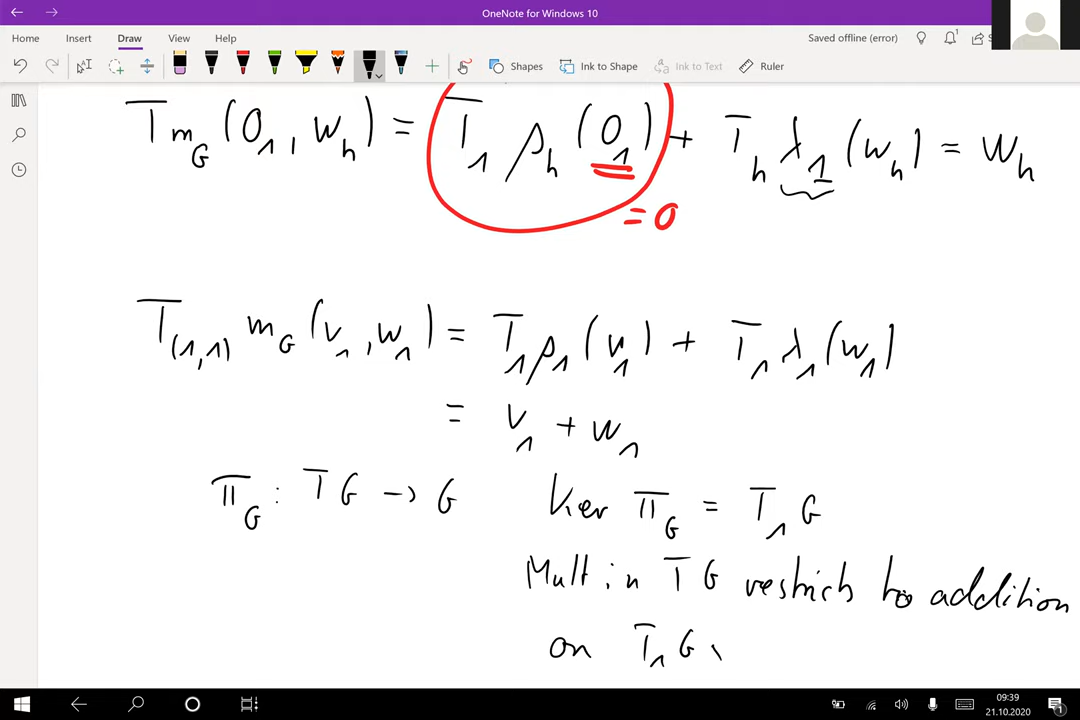 OneNote for Windows 10
Home Insert Draw View Help Saved offline (error)
Shapes Ink to Shape Ink to Text Ruler
T m_G (0_1, w_h) = T_1 ρ_h (0_1) + T_h λ_1 (w_h) = w_h
= 0
T_(1,1) m_G (v_1, w_1) = T_1 ρ_1 (v_1) + T_1 λ_1 (w_1)
= v_1 + w_1
π_G : TG → G Ker π_G = T_1 G
Mult in TG restricts to addition
on T_1 G
09:39
21.10.2020